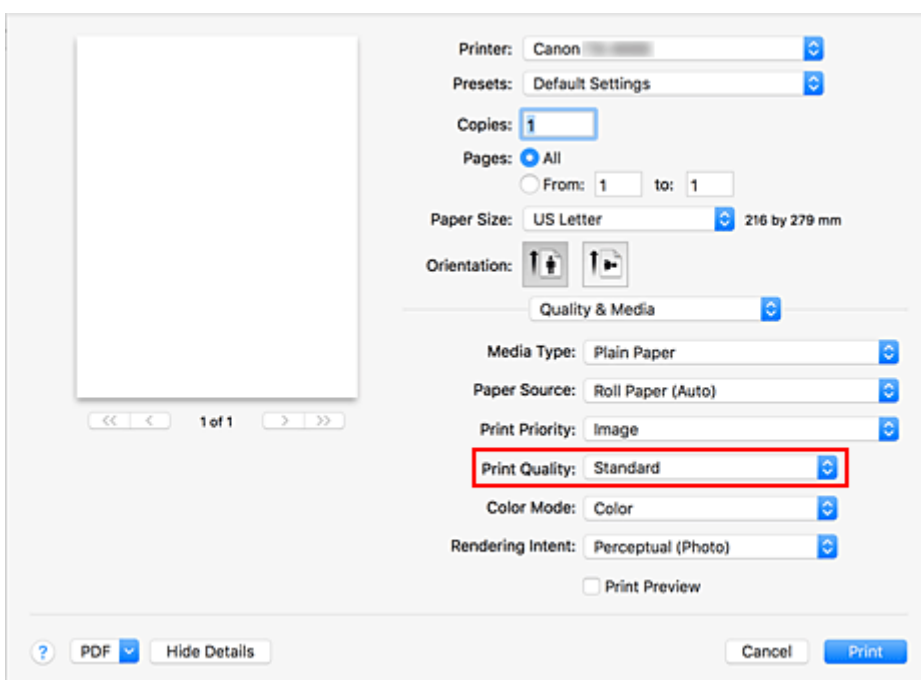 Printer: Canon
Presets: Default Settings
Copies: 1
Pages: All
From: 1 to: 1
Paper Size: US Letter 216 by 279 mm
Orientation:
Quality & Media
Media Type: Plain Paper
Paper Source: Roll Paper (Auto)
<< < 1 of 1 > >>
Print Priority: Image
Print Quality: Standard
Color Mode: Color
Rendering Intent: Perceptual (Photo)
Print Preview
? PDF Hide Details Cancel Print